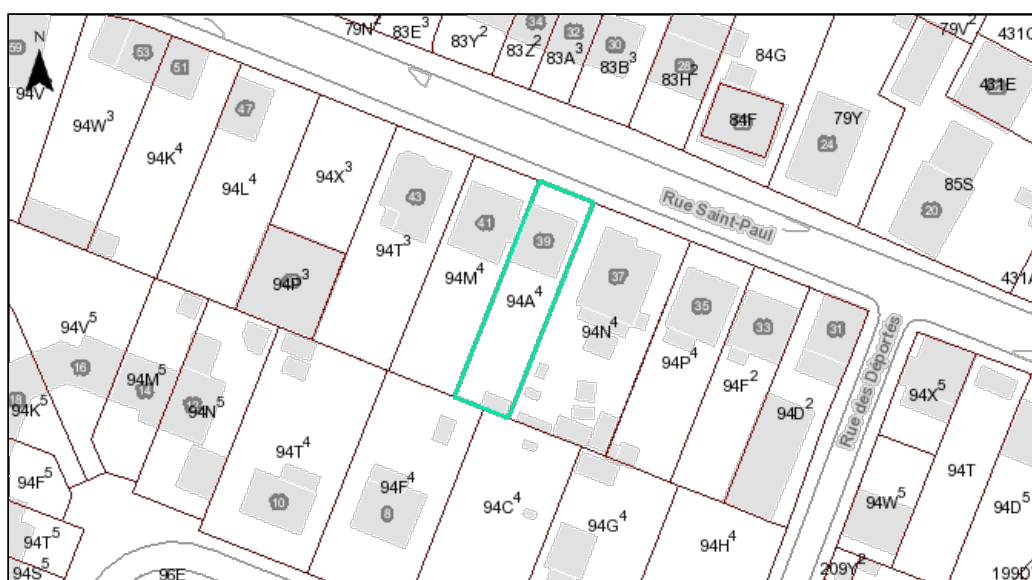 79N²
83E³
34
32
79V²
431C
59
N
53
51
83Y²
83Z²
83A³
30
83B³
28
83H²
84G
431E
94V
47
84F
79Y
94W³
94K⁴
24
94L⁴
94X³
43
85S
20
Rue Saint-Paul
41
39
94T³
94P³
94M⁴
94A⁴
37
431A
94N⁴
35
33
31
94V⁵
94P⁴
94F²
Rue des Déportés
16
94M⁵
14
12
94N⁵
18
94K⁵
94D²
94X⁵
94T⁴
94F⁴
94F⁵
94T
10
8
94C⁴
94G⁴
94W⁵
94D⁵
94T⁵
94H⁴
94S⁵
96E
209Y²
199D